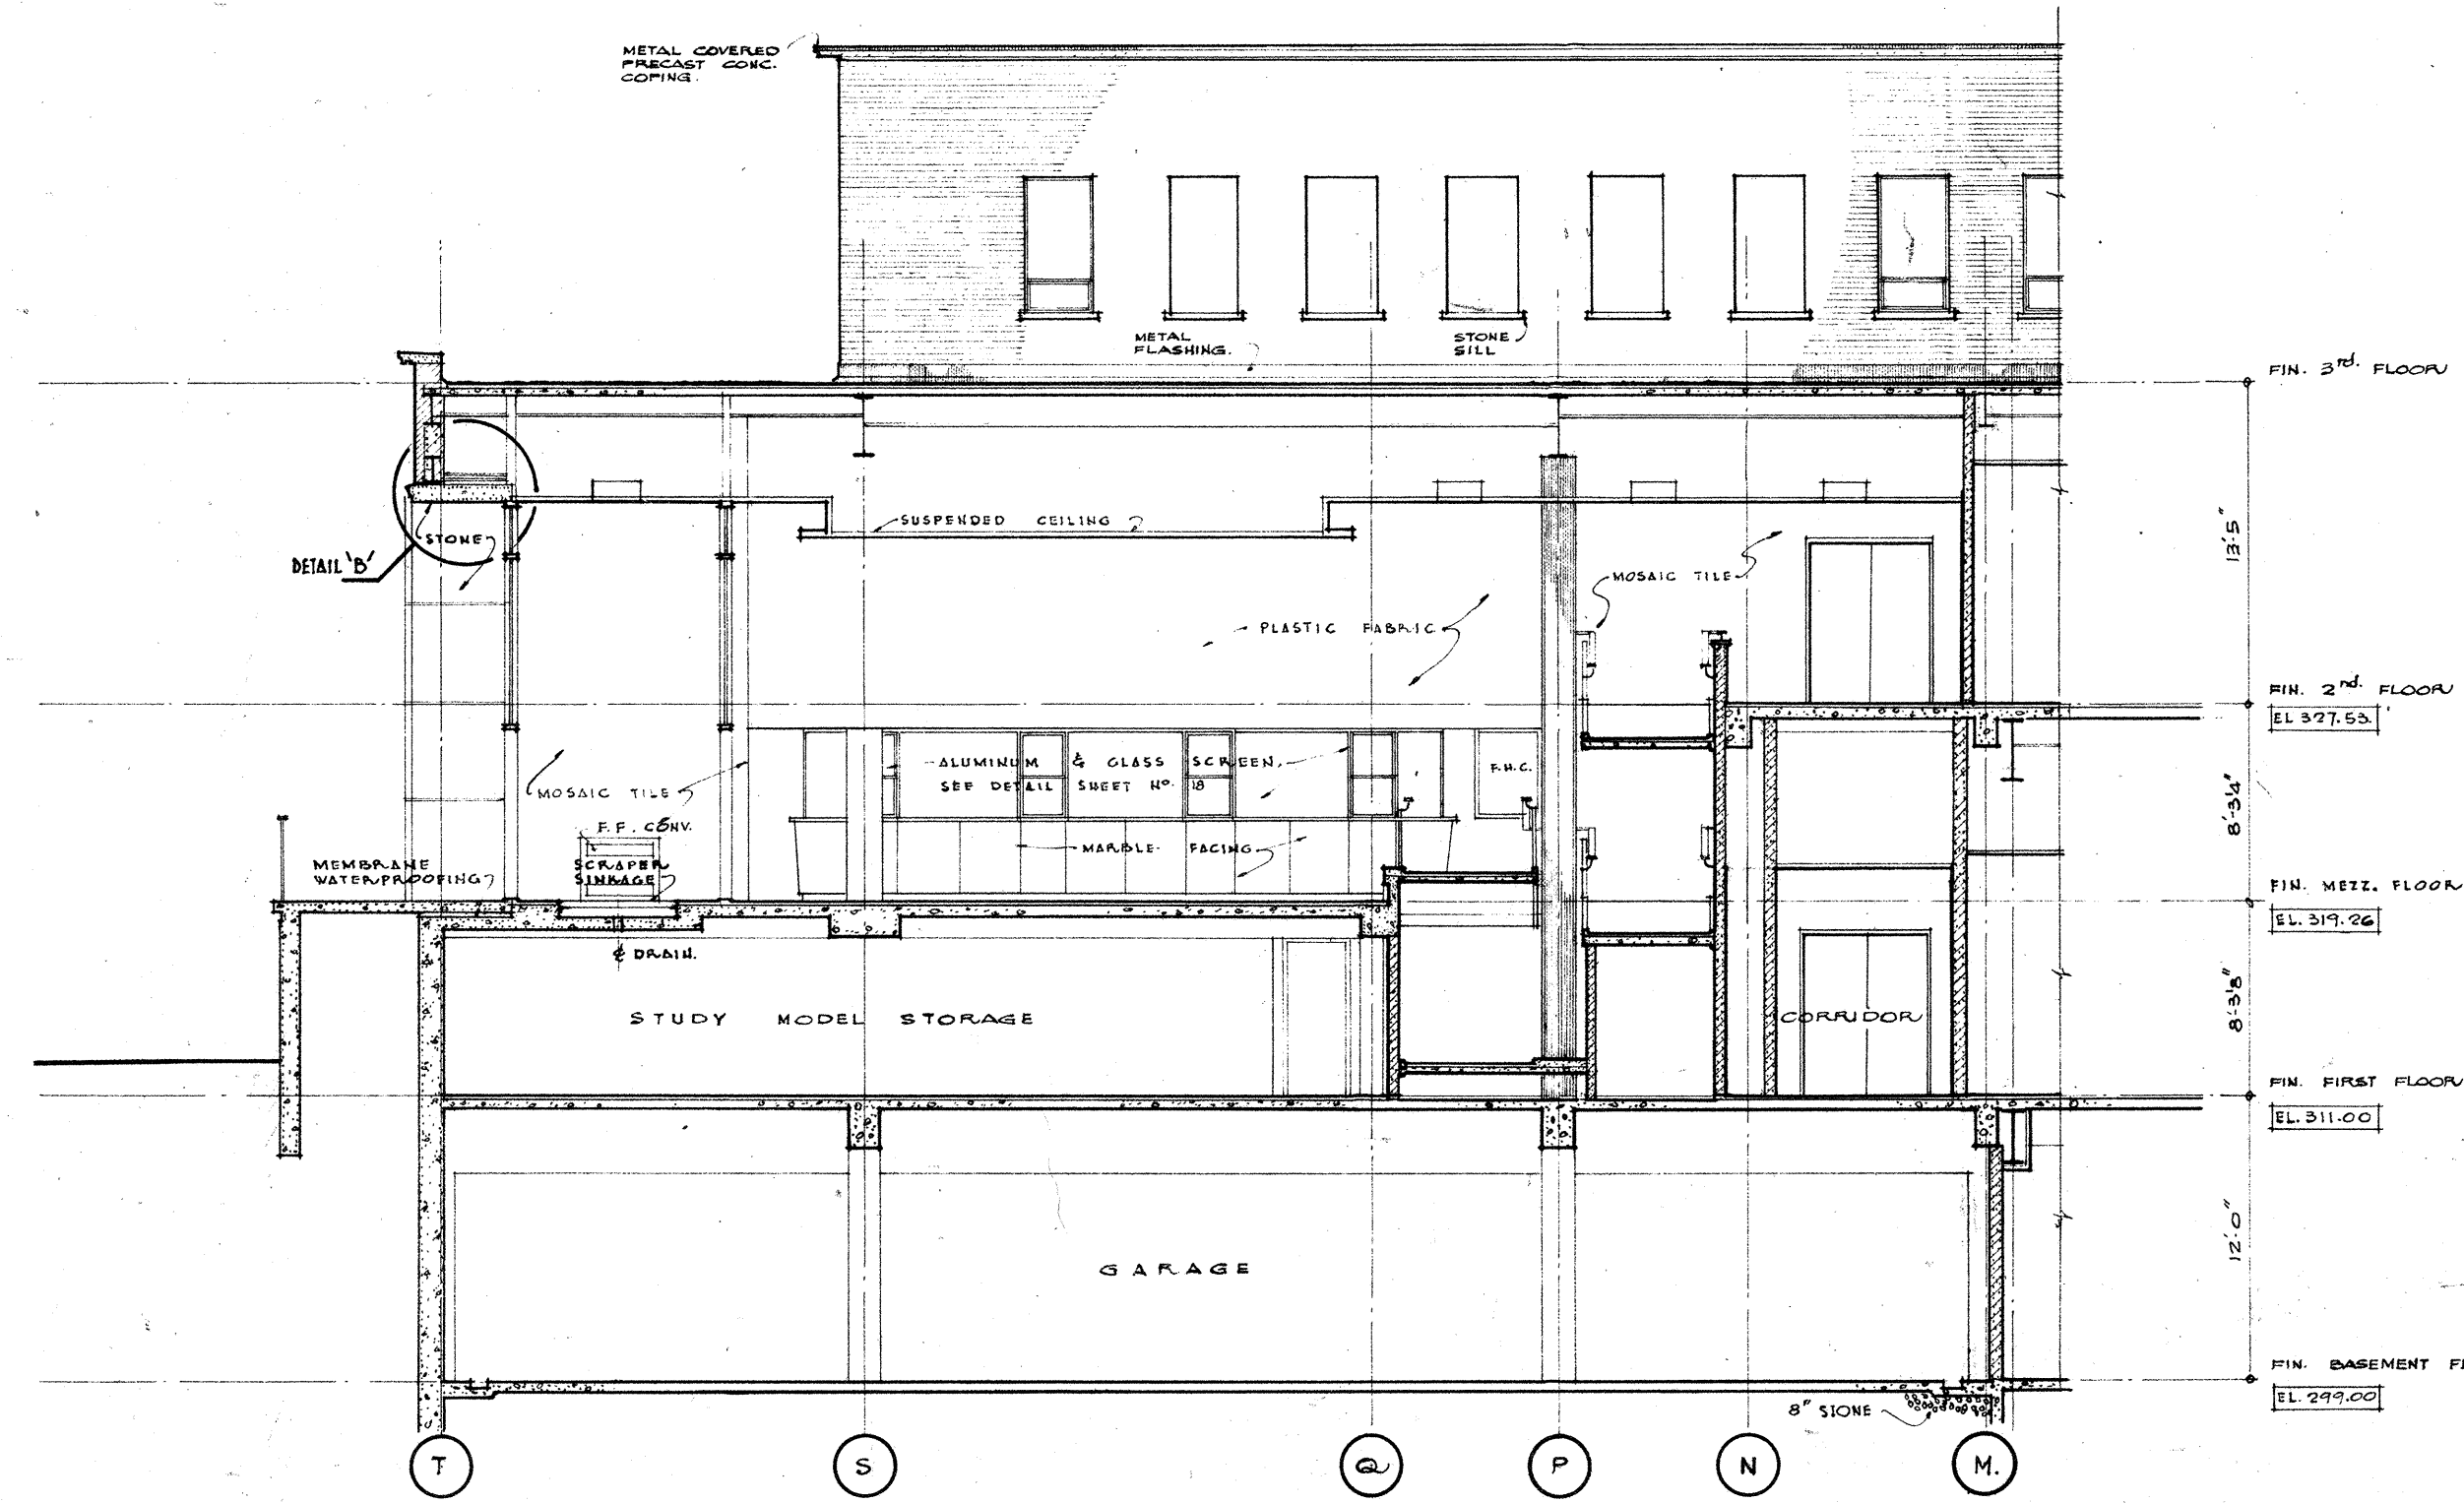 METAL COVERED
PRECAST CONC.
COPING.
METAL
FLASHING.
STONE
SILL
FIN. 3rd. FLOOR
SUSPENDED CEILING
STONE
DETAIL 'B'
13'-5"
MOSAIC TILE
PLASTIC FABRIC
FIN. 2nd. FLOOR
EL 327.53.
ALUMINUM & GLASS SCREEN.
SEE DETAIL SHEET No. 18
F.H.C.
MOSAIC TILE
8'-3¼"
F.F. CONV.
MARBLE FACING
MEMBRANE
WATERPROOFING
SCRAPER
SINKAGE
FIN. MEZZ. FLOOR
EL. 319.26
DRAIN.
STUDY MODEL STORAGE
CORRIDOR
8'-3⅛"
FIN. FIRST FLOOR
EL. 311.00
12'-0"
GARAGE
FIN. BASEMENT
EL. 299.00
8" STONE
T S Q P N M.